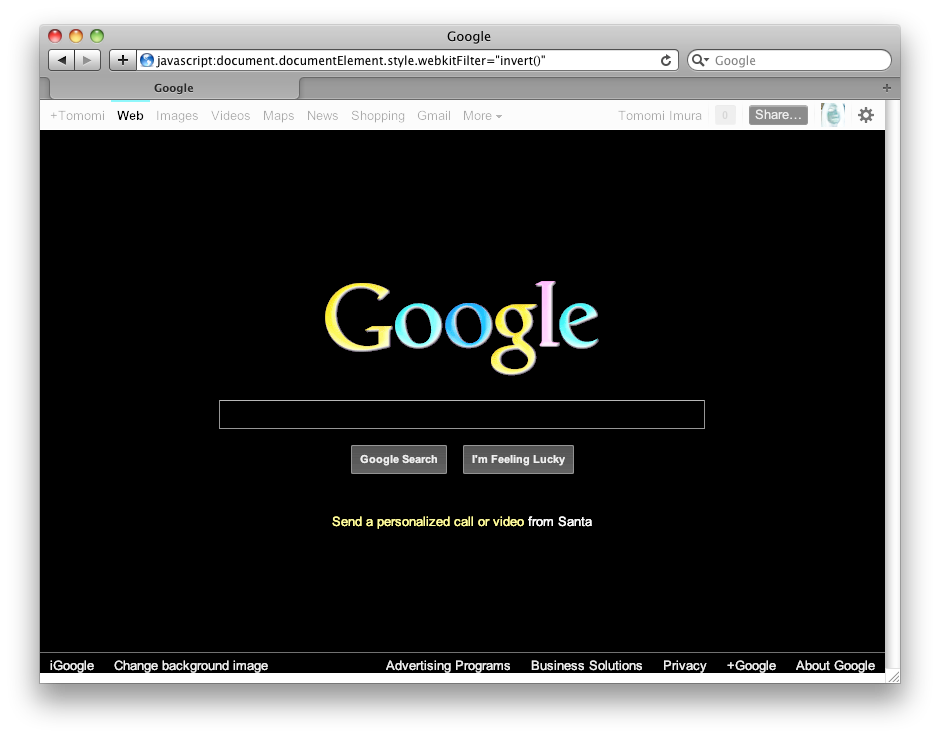 Google
javascript:document.documentElement.style.webkitFilter="invert()"
Google
Google
+Tomomi Web Images Videos Maps News Shopping Gmail More Tomomi Imura 0 Share...
Google
Google Search I'm Feeling Lucky
Send a personalized call or video from Santa
iGoogle Change background image Advertising Programs Business Solutions Privacy +Google About Google